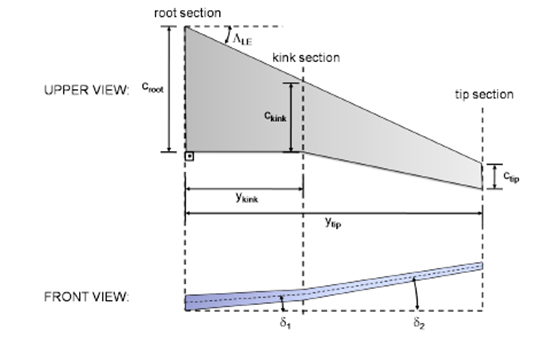 root section
ΛLE
kink section
UPPER VIEW:
croot
tip section
ckink
ctip
ykink
ytip
FRONT VIEW:
δ1
δ2